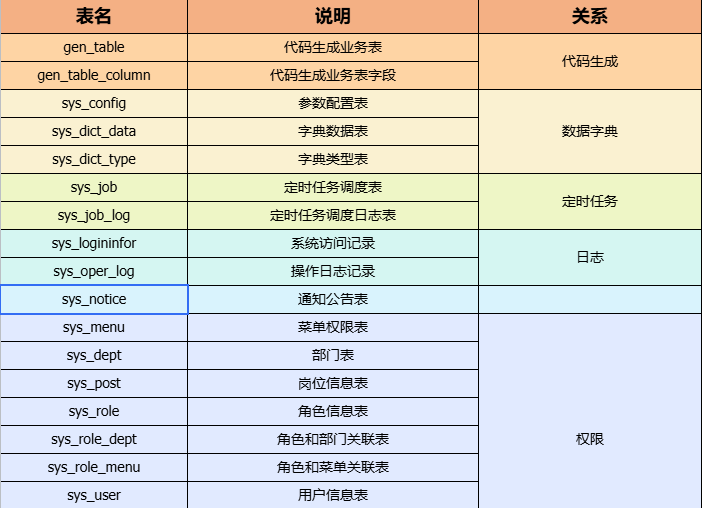 表名 说明 关系
gen_table 代码生成业务表 代码生成
gen_table_column 代码生成业务表字段
sys_config 参数配置表 数据字典
sys_dict_data 字典数据表
sys_dict_type 字典类型表
sys_job 定时任务调度表 定时任务
sys_job_log 定时任务调度日志表
sys_logininfor 系统访问记录 日志
sys_oper_log 操作日志记录
sys_notice 通知公告表
sys_menu 菜单权限表 权限
sys_dept 部门表
sys_post 岗位信息表
sys_role 角色信息表
sys_role_dept 角色和部门关联表
sys_role_menu 角色和菜单关联表
sys_user 用户信息表